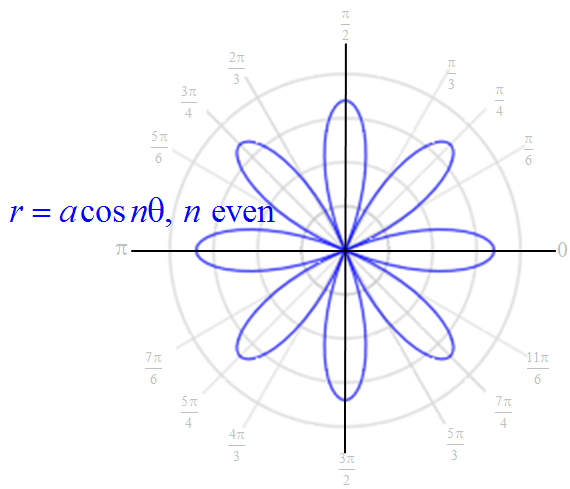 π/2
2π/3
π/3
3π/4
π/4
5π/6
π/6
r = a cos nθ, n even
π
0
7π/6
11π/6
5π/4
7π/4
4π/3
5π/3
3π/2